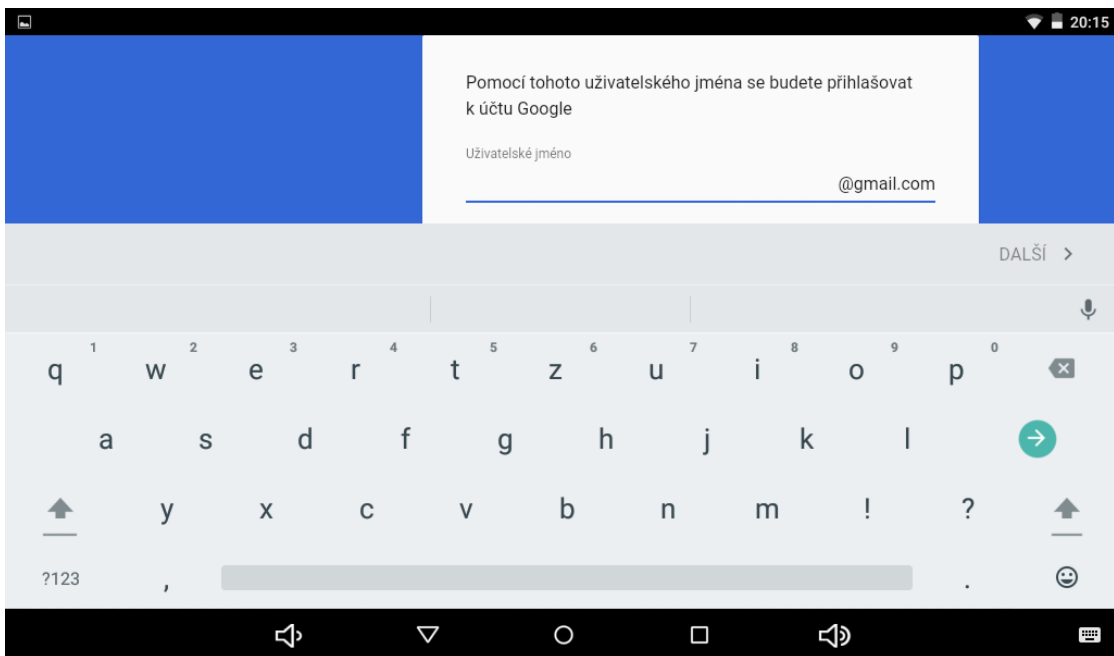 20:15
Pomocí tohoto uživatelského jména se budete přihlašovat
k účtu Google
Uživatelské jméno
@gmail.com
DALŠÍ
q 1 w 2 e 3 r 4 t 5 z 6 u 7 i 8 o 9 p 0
a s d f g h j k l
y x c v b n m ! ?
?123 , .